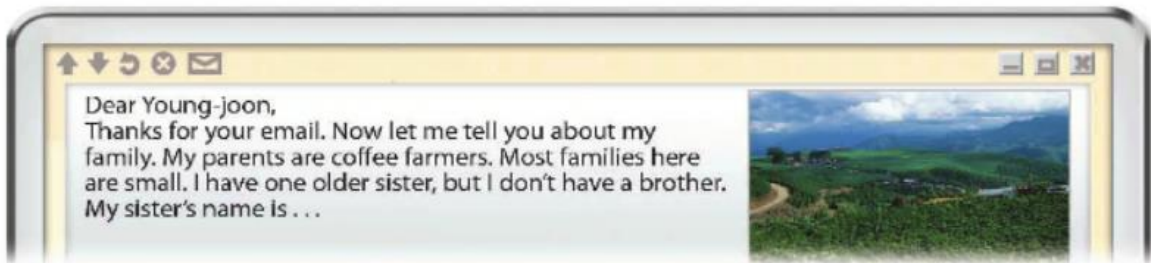 Dear Young-joon,
Thanks for your email. Now let me tell you about my
family. My parents are coffee farmers. Most families here
are small. I have one older sister, but I don't have a brother.
My sister's name is . . .